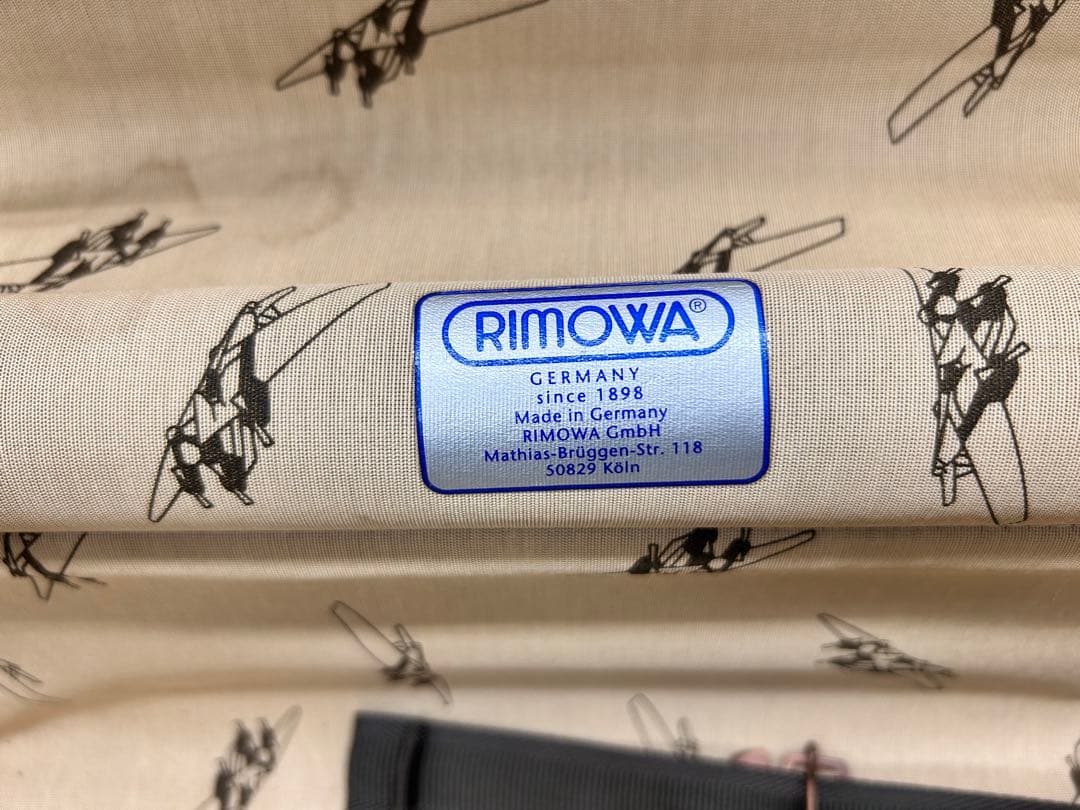 RIMOWA®
GERMANY
since 1898
Made in Germany
RIMOWA GmbH
Mathias-Brüggen-Str. 118
50829 Köln